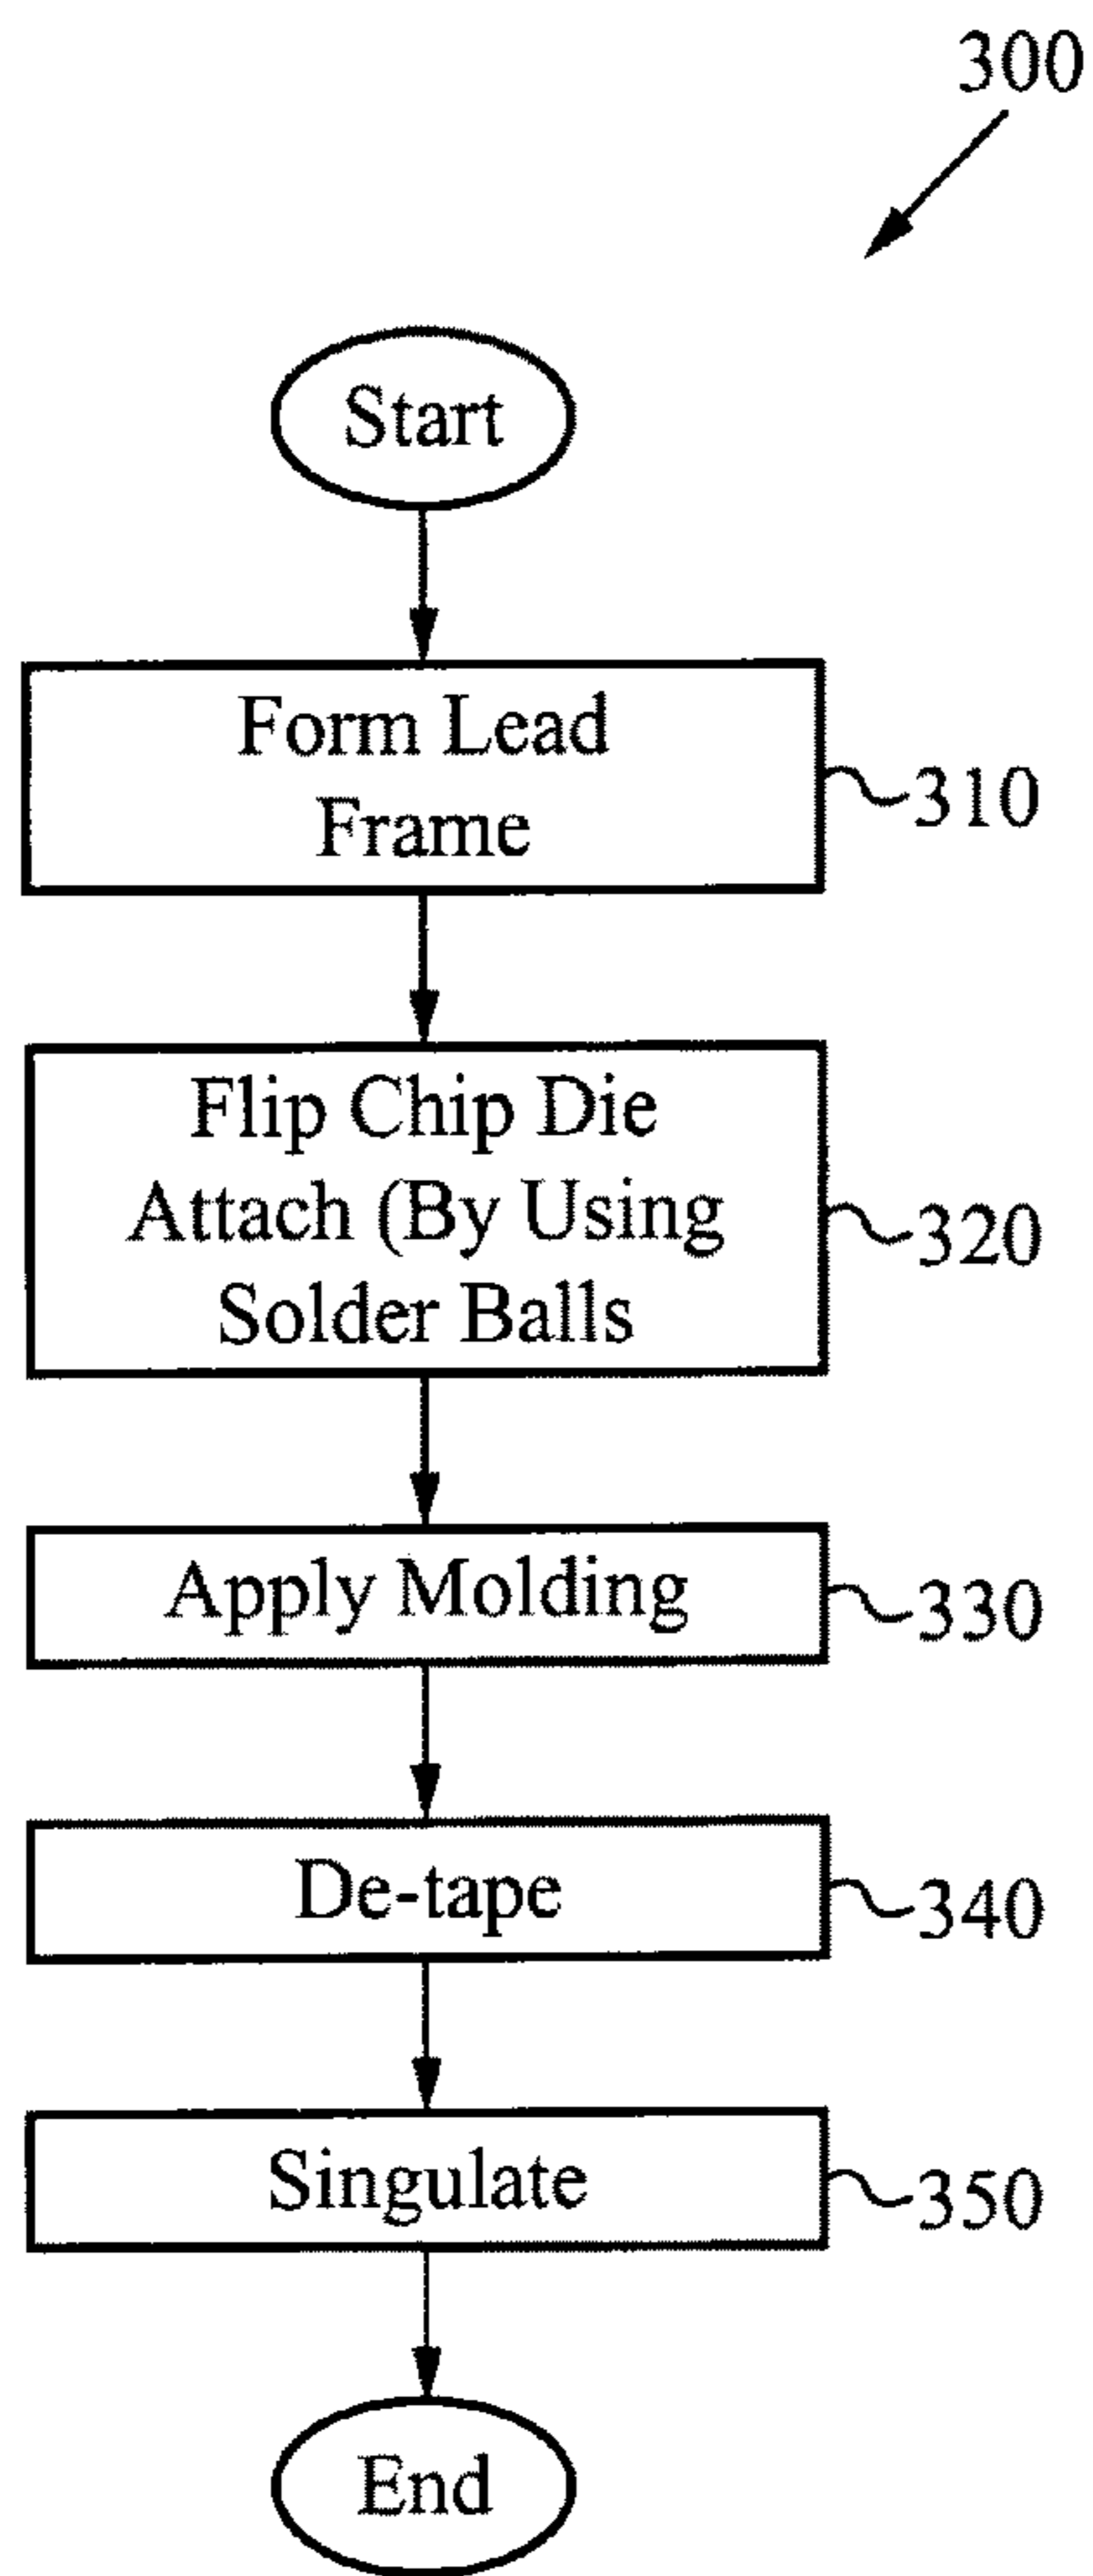 300
Start
Form Lead
Frame
310
Flip Chip Die
Attach (By Using
Solder Balls
320
Apply Molding
330
De-tape
340
Singulate
350
End